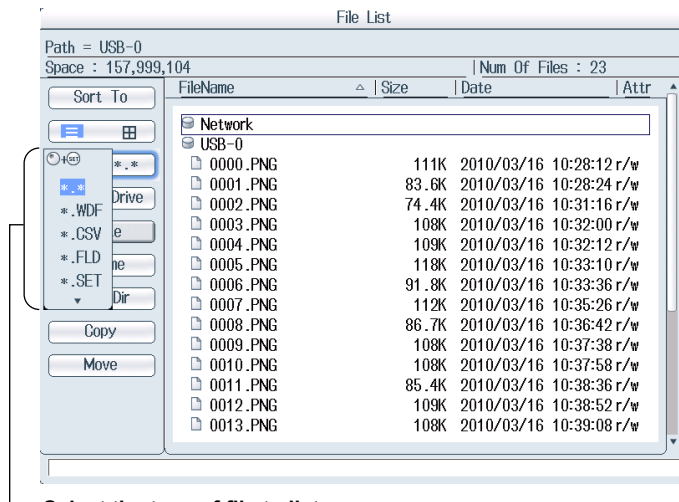 File List
Path = USB-0
Space : 157,999,104 Num Of Files : 23
Sort To
FileName Size Date Attr
Network
USB-0
0000.PNG 111K 2010/03/16 10:28:12 r/w
0001.PNG 83.6K 2010/03/16 10:28:24 r/w
0002.PNG 74.4K 2010/03/16 10:31:16 r/w
0003.PNG 108K 2010/03/16 10:32:00 r/w
0004.PNG 109K 2010/03/16 10:32:12 r/w
0005.PNG 118K 2010/03/16 10:33:10 r/w
0006.PNG 91.8K 2010/03/16 10:33:36 r/w
0007.PNG 112K 2010/03/16 10:35:26 r/w
0008.PNG 86.7K 2010/03/16 10:36:42 r/w
0009.PNG 108K 2010/03/16 10:37:38 r/w
0010.PNG 108K 2010/03/16 10:37:58 r/w
0011.PNG 85.4K 2010/03/16 10:38:36 r/w
0012.PNG 109K 2010/03/16 10:38:52 r/w
0013.PNG 108K 2010/03/16 10:39:08 r/w
+SET
*.*
*.WDF
*.CSV
*.FLD
*.SET
*.*
Drive
Dir
Copy
Move